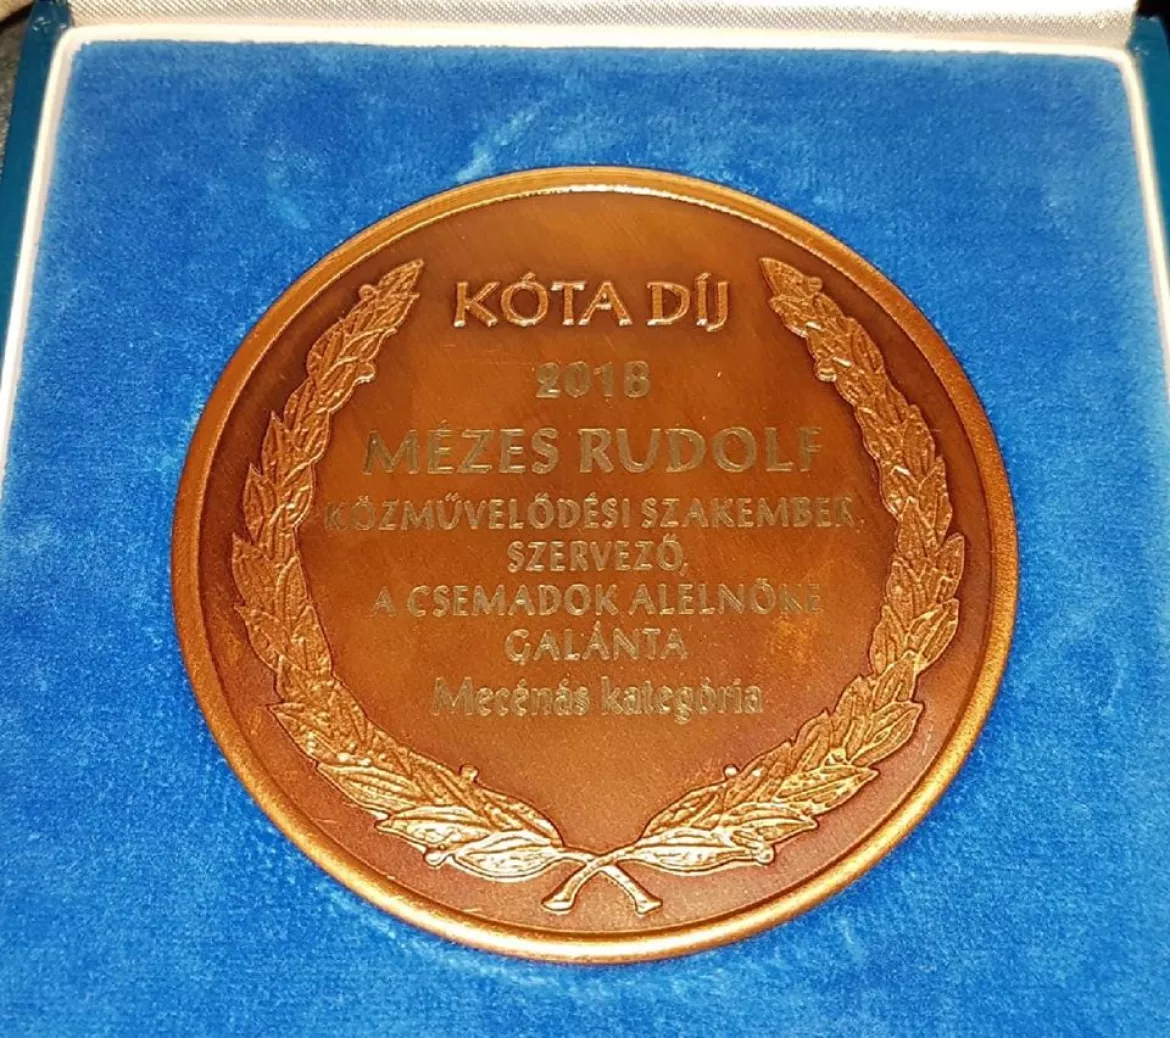 KÓTA DÍJ
2018
MÉZES RUDOLF
KÖZMŰVELŐDÉSI SZAKEMBER,
SZERVEZŐ,
A CSEMADOK ALELNÖKE
GALÁNTA
Mecénás kategória